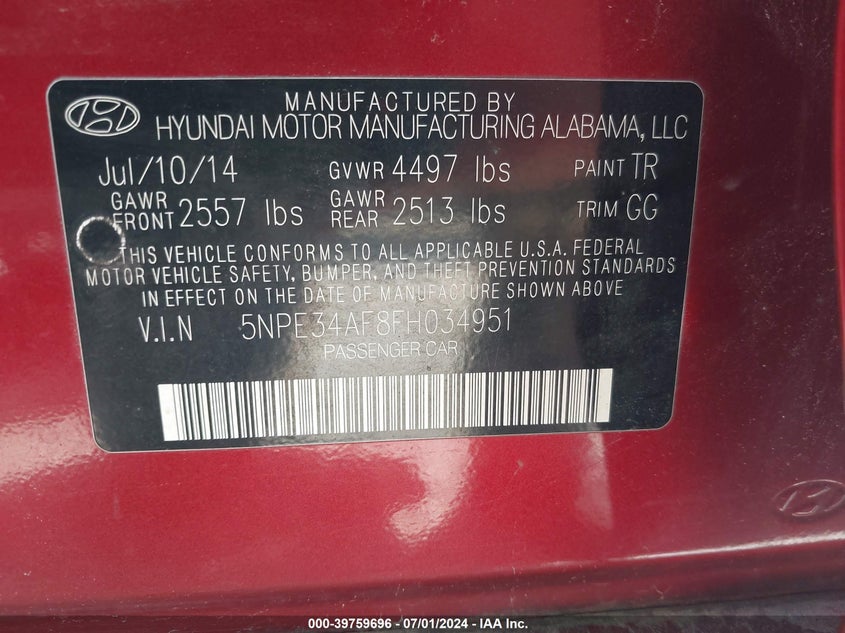 MANUFACTURED BY
HYUNDAI MOTOR MANUFACTURING ALABAMA, LLC
Jul/10/14 GVWR 4497 lbs PAINT TR
GAWR FRONT 2557 lbs GAWR REAR 2513 lbs TRIM GG
THIS VEHICLE CONFORMS TO ALL APPLICABLE U.S.A. FEDERAL
MOTOR VEHICLE SAFETY, BUMPER, AND THEFT PREVENTION STANDARDS
IN EFFECT ON THE DATE OF MANUFACTURE SHOWN ABOVE
V.I.N 5NPE34AF8FH034951
PASSENGER CAR
000-39759696 - 07/01/2024 - IAA Inc.